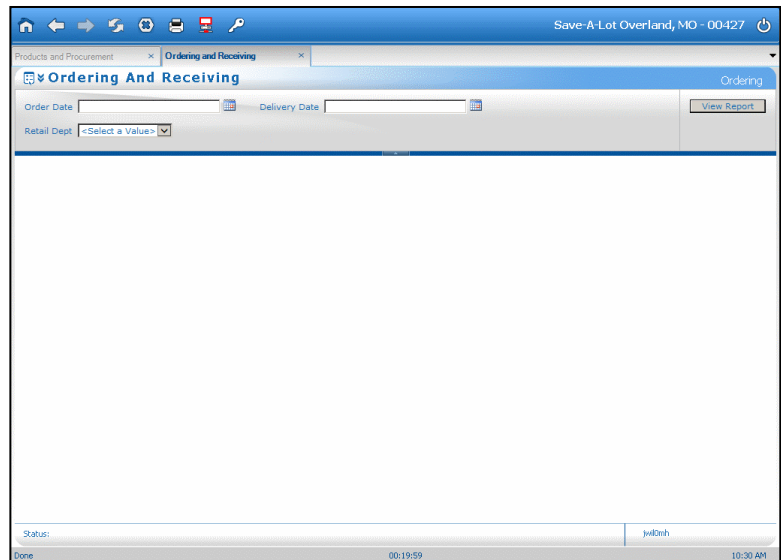 Save-A-Lot Overland, MO - 00427
Products and Procurement
Ordering and Receiving
Ordering And Receiving
Ordering
Order Date
Delivery Date
View Report
Retail Dept <Select a Value>
Status:
jwil0mh
Done
00:19:59
10:30 AM